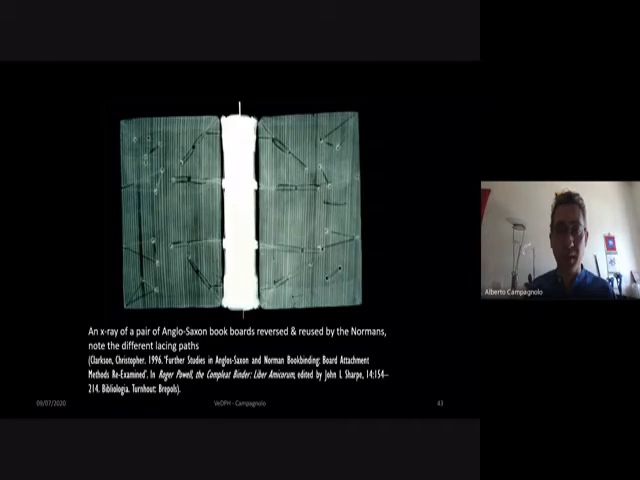 An x-ray of a pair of Anglo-Saxon book boards reversed & reused by the Normans,
note the different lacing paths
(Clarkson, Christopher. 1996. "Further Studies in Anglo-Saxon and Norman Bookbinding: Board Attachment
Methods Re-Examined". In Roger Powell, the Compleat Binder: Liber Amicorum, edited by John L Sharpe, 14:154–
214. Bibliologia. Turnhout: Brepols).
09/07/2020 VeDPH - Campagnolo 43
Alberto Campagnolo